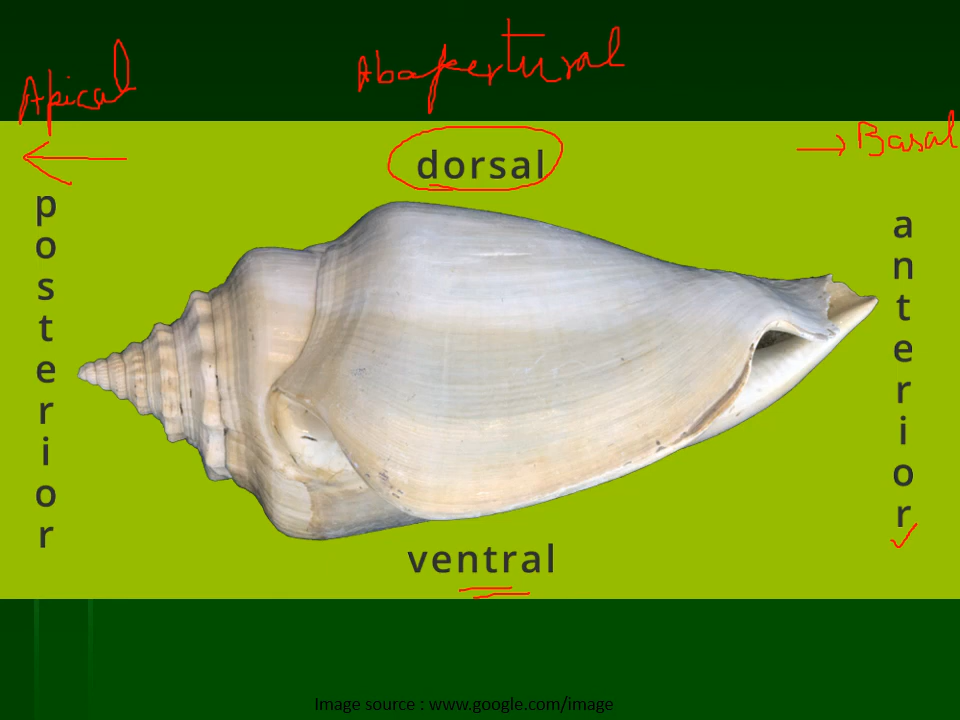 Apical
Abapertural
→ Basal
dorsal
posterior
anterior
ventral
Image source : www.google.com/image